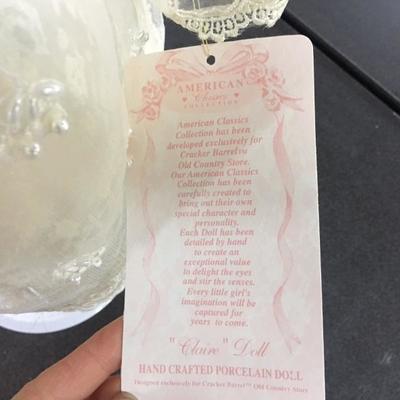 AMERICAN
Classics
COLLECTION
American Classics
Collection has been
developed exclusively for
Cracker Barrel™
Old Country Store.
Our American Classics
Collection has been
carefully created to
bring out their own
special character and
personality.
Each Doll has been
detailed by hand
to create an
exceptional value
to delight the eyes
and stir the senses.
Every little girl's
imagination will be
captured for
years to come.
"Claire" Doll
HAND CRAFTED PORCELAIN DOLL
Designed exclusively for Cracker Barrel™ Old Country Store